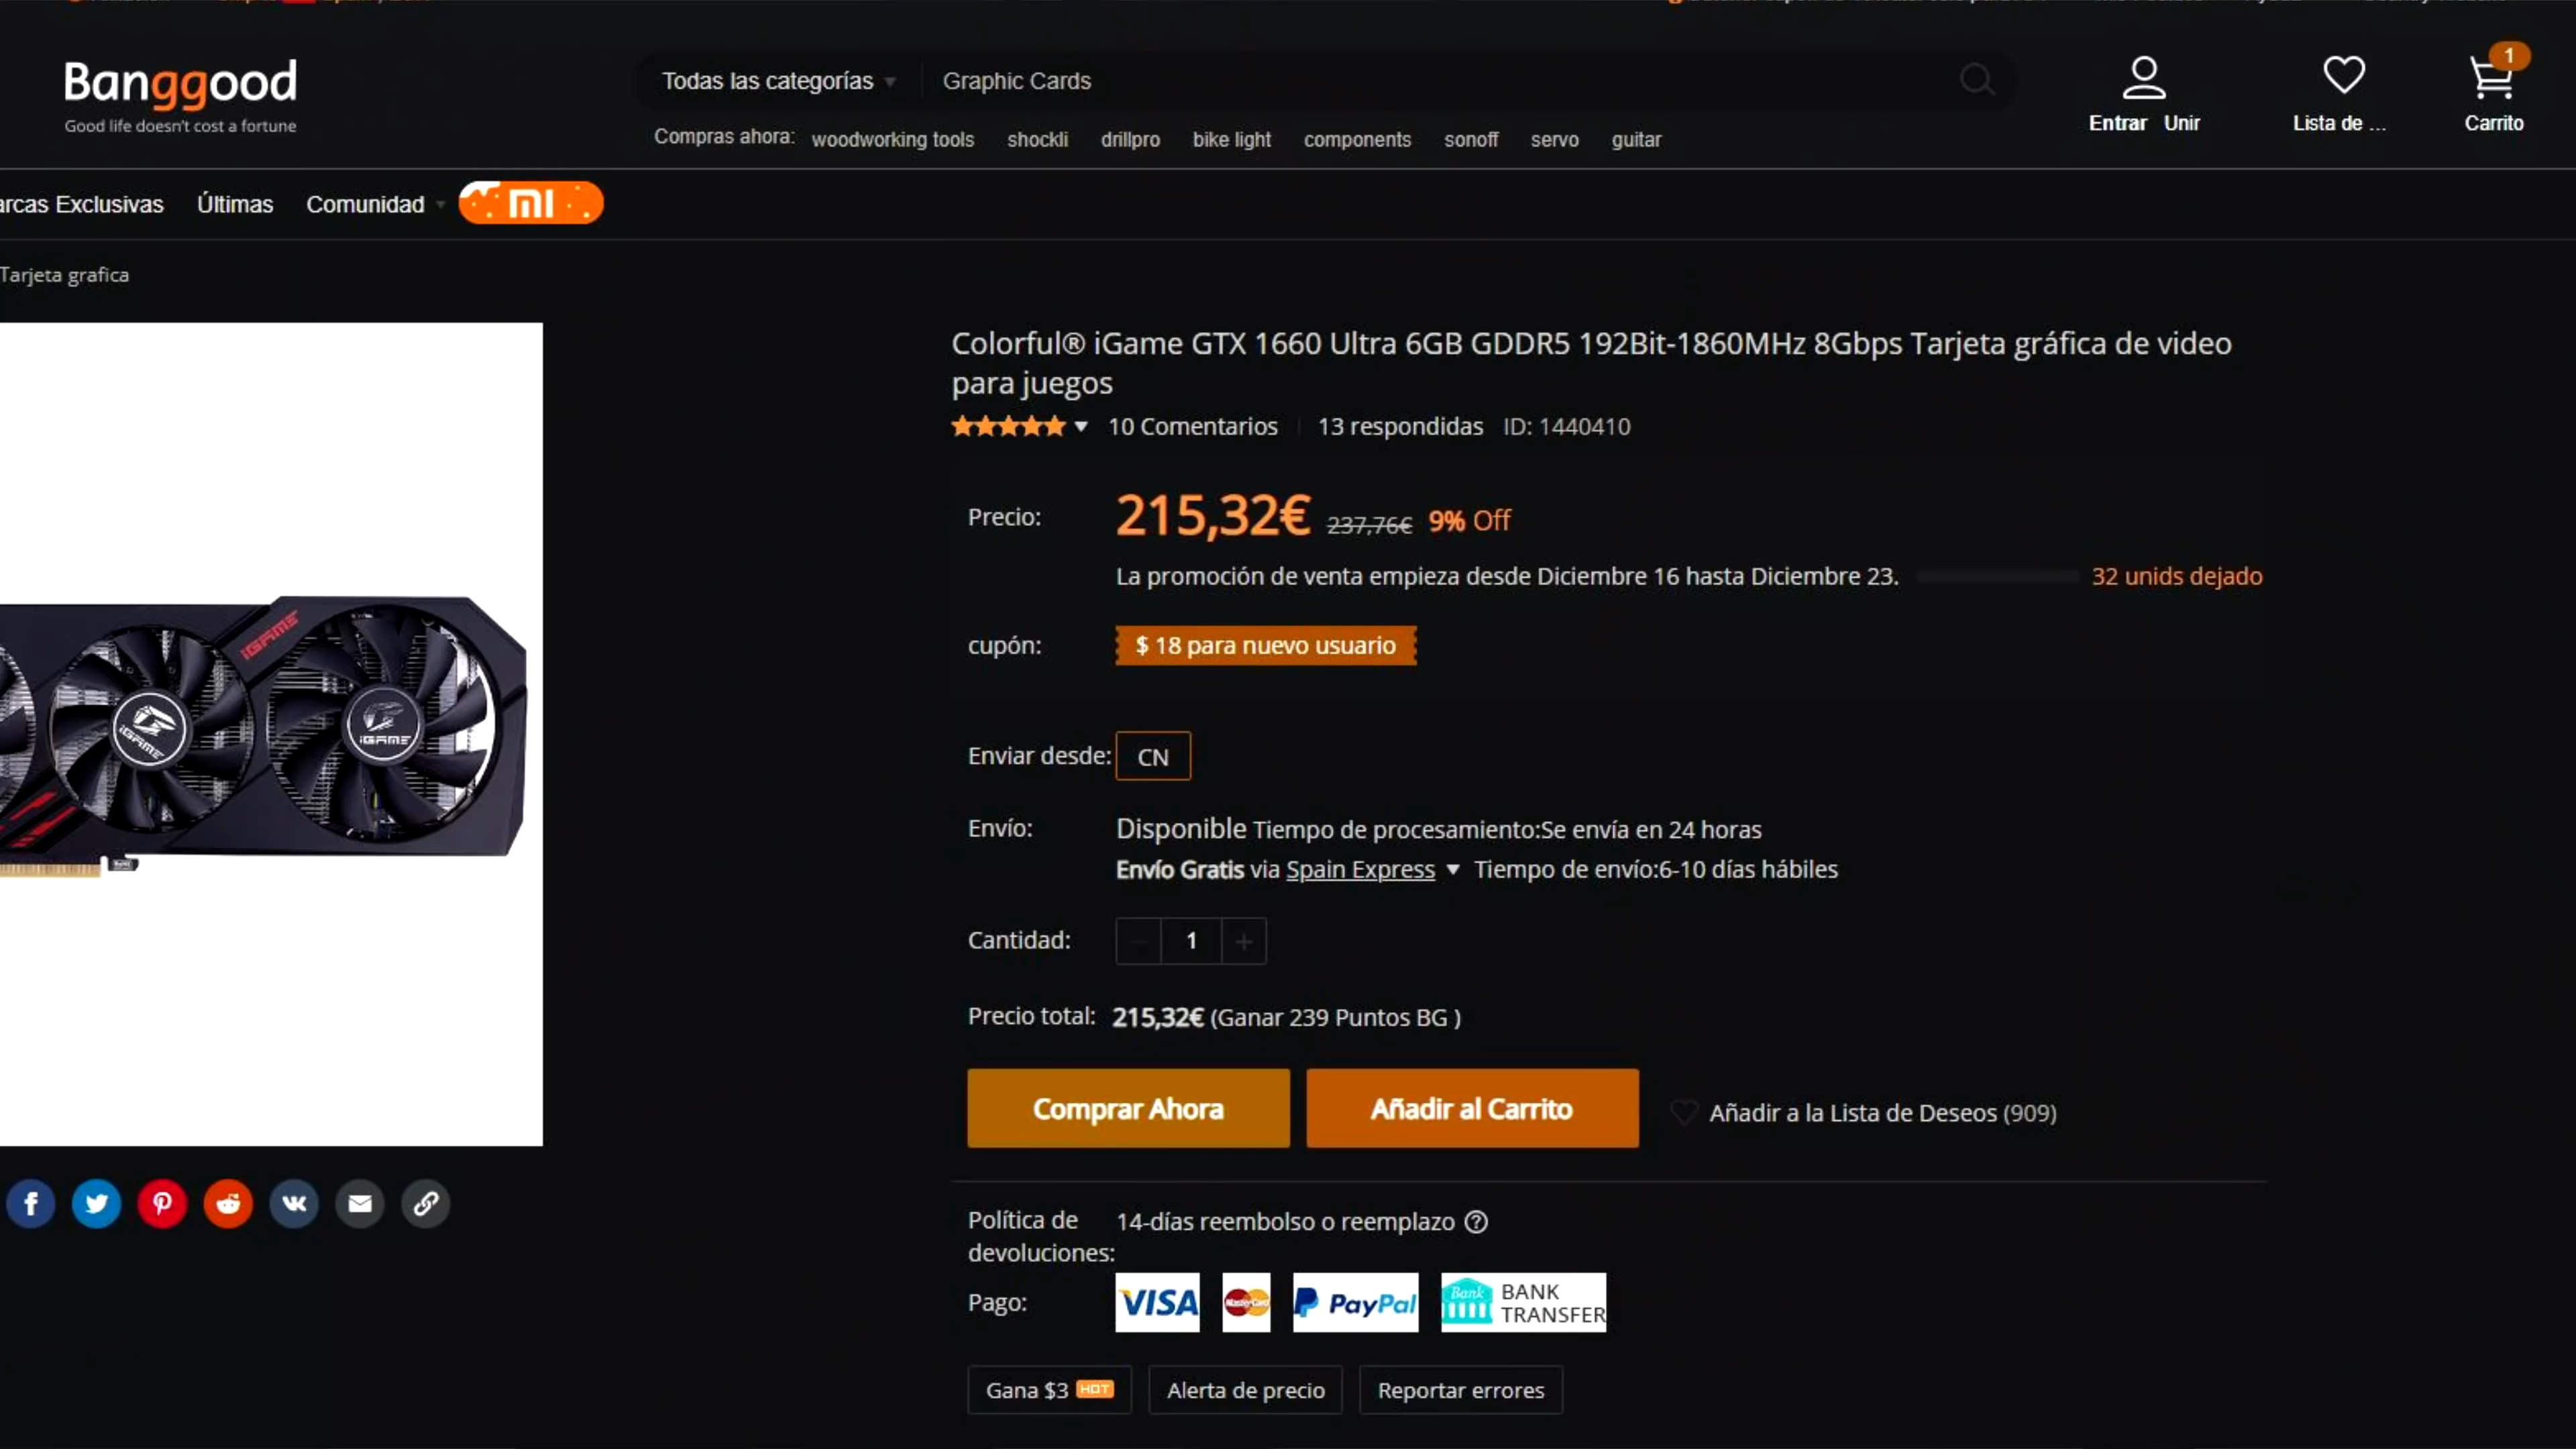 Banggood
Good life doesn't cost a fortune
Todas las categorías
Graphic Cards
Compras ahora: woodworking tools shockli drillpro bike light components sonoff servo guitar
Entrar Unir
Lista de ...
1
Carrito
arcas Exclusivas Últimas Comunidad MI
Tarjeta grafica
iGAME
iGAME
iGAME
Colorful® iGame GTX 1660 Ultra 6GB GDDR5 192Bit-1860MHz 8Gbps Tarjeta gráfica de video
para juegos
10 Comentarios 13 respondidas ID: 1440410
Precio: 215,32€ 237,76€ 9% Off
La promoción de venta empieza desde Diciembre 16 hasta Diciembre 23. 32 unids dejado
cupón: $ 18 para nuevo usuario
Enviar desde: CN
Envío: Disponible Tiempo de procesamiento:Se envía en 24 horas
Envío Gratis via Spain Express Tiempo de envío:6-10 días hábiles
Cantidad: 1
Precio total: 215,32€ (Ganar 239 Puntos BG )
Comprar Ahora
Añadir al Carrito
Añadir a la Lista de Deseos (909)
Política de
devoluciones:
14-días reembolso o reemplazo
Pago: VISA MasterCard PayPal Bank BANK
TRANSFER
Gana $3 HOT
Alerta de precio
Reportar errores